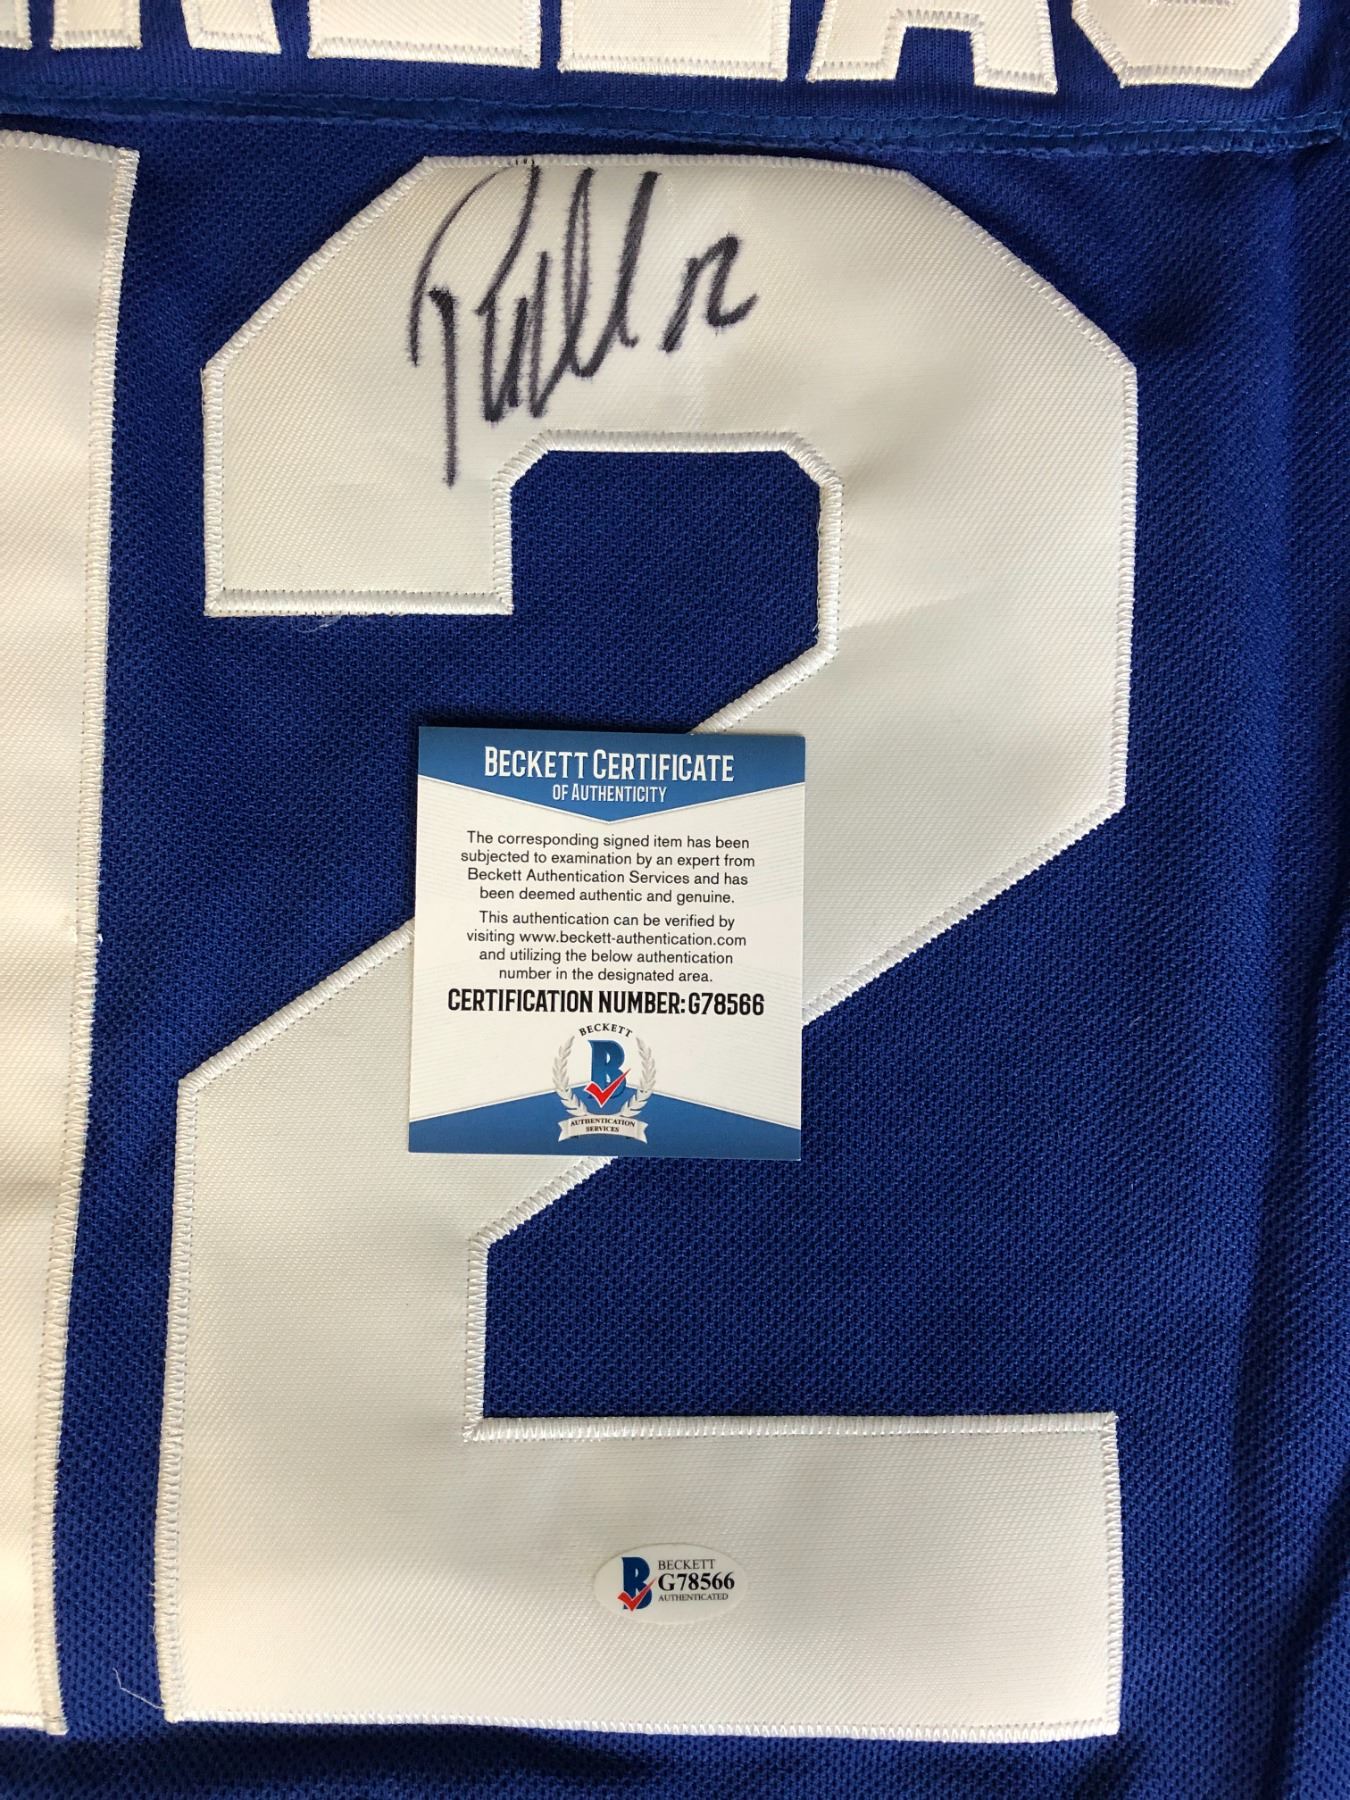 12
BECKETT CERTIFICATE
OF AUTHENTICITY
The corresponding signed item has been
subjected to examination by an expert from
Beckett Authentication Services and has
been deemed authentic and genuine.
This authentication can be verified by
visiting www.beckett-authentication.com
and utilizing the below authentication
number in the designated area.
CERTIFICATION NUMBER: G78566
BECKETT
B
AUTHENTICATION
SERVICES
B
BECKETT
G78566
AUTHENTICATED